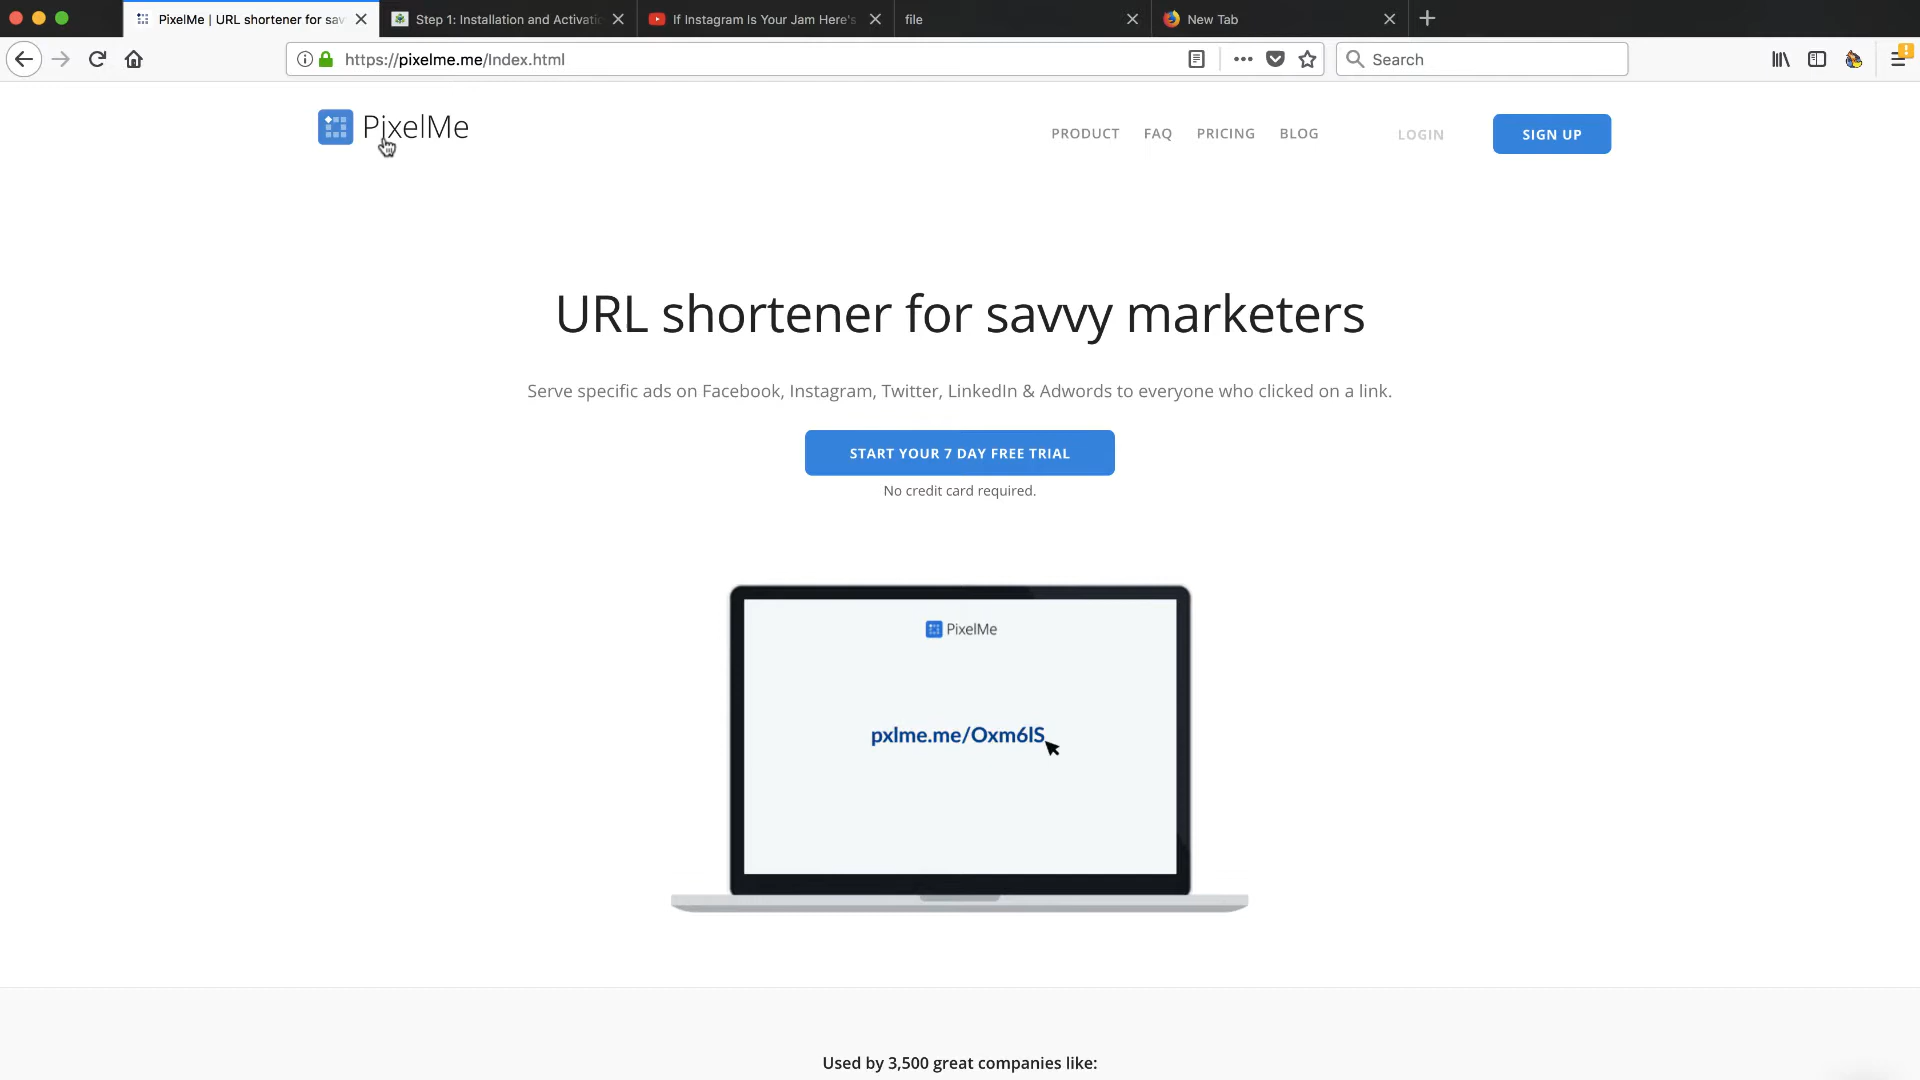 PixelMe | URL shortener for sav
Step 1: Installation and Activati
If Instagram Is Your Jam Here's
file
New Tab
https://pixelme.me/Index.html
Search
PixelMe
PRODUCT
FAQ
PRICING
BLOG
LOGIN
SIGN UP
URL shortener for savvy marketers
Serve specific ads on Facebook, Instagram, Twitter, LinkedIn & Adwords to everyone who clicked on a link.
START YOUR 7 DAY FREE TRIAL
No credit card required.
PixelMe
pxlme.me/Oxm6lS
Used by 3,500 great companies like: